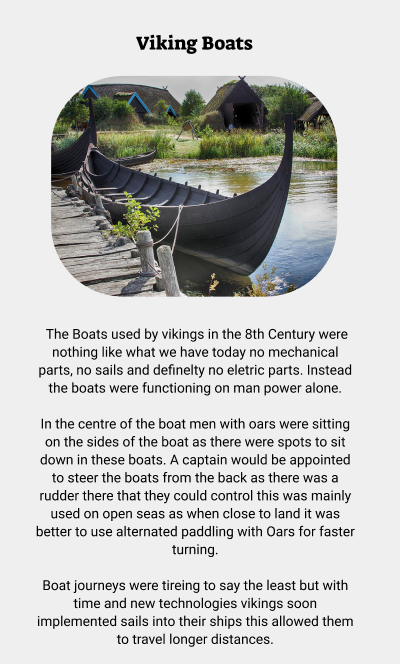 Viking Boats
The Boats used by vikings in the 8th Century were
nothing like what we have today no mechanical
parts, no sails and definelty no eletric parts. Instead
the boats were functioning on man power alone.
In the centre of the boat men with oars were sitting
on the sides of the boat as there were spots to sit
down in these boats. A captain would be appointed
to steer the boats from the back as there was a
rudder there that they could control this was mainly
used on open seas as when close to land it was
better to use alternated paddling with Oars for faster
turning.
Boat journeys were tireing to say the least but with
time and new technologies vikings soon
implemented sails into their ships this allowed them
to travel longer distances.